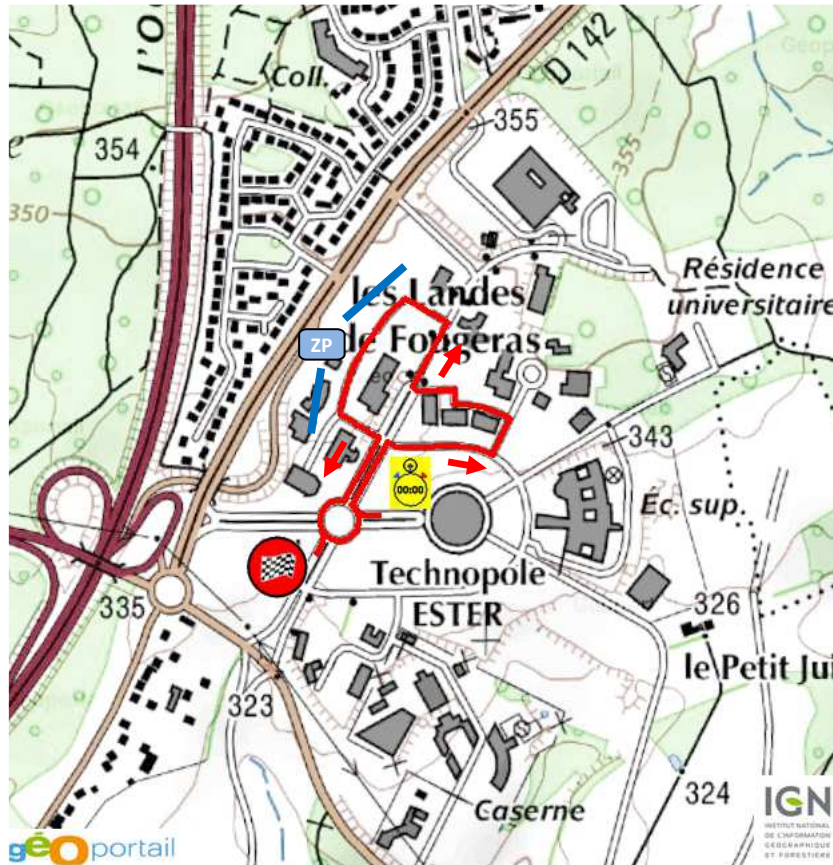 l'O
Coll.
D 142
355
355
354
350
Résidence
universitaire
les Landes
ZP
de Fougeras
343
00:00
Éc. sup.
Technopole
ESTER
335
326
le Petit Jui
323
324
Caserne
géoportail
IGN
INSTITUT NATIONAL
DE L'INFORMATION
GÉOGRAPHIQUE
ET FORESTIÈRE